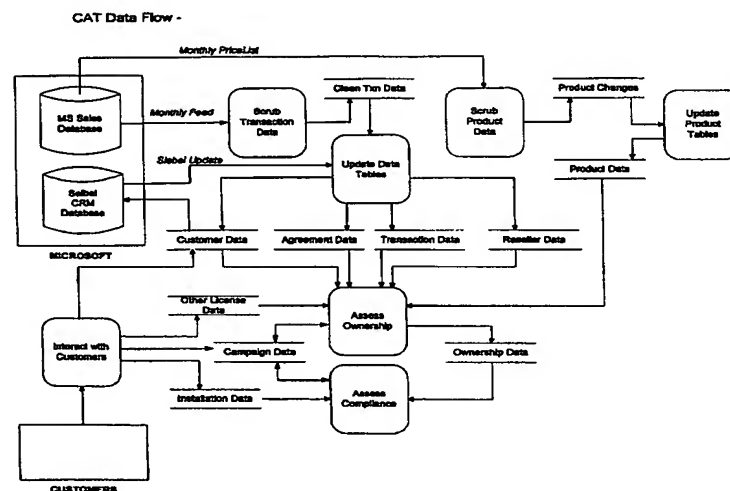 CAT Data Flow -
Monthly PriceList
MS Sales
Database
Monthly Feed
Scrub
Transaction
Data
Clean Txn Data
Scrub
Product
Data
Product Changes
Update
Product
Tables
Siebel Update
Update Data
Tables
Product Data
Seibel
CRM
Database
MICROSOFT
Customer Data
Agreement Data
Transaction Data
Reseller Data
Other License
Data
Assess
Ownership
Interact with
Customers
Campaign Data
Ownership Data
Installation Data
Assess
Compliance
CUSTOMERS